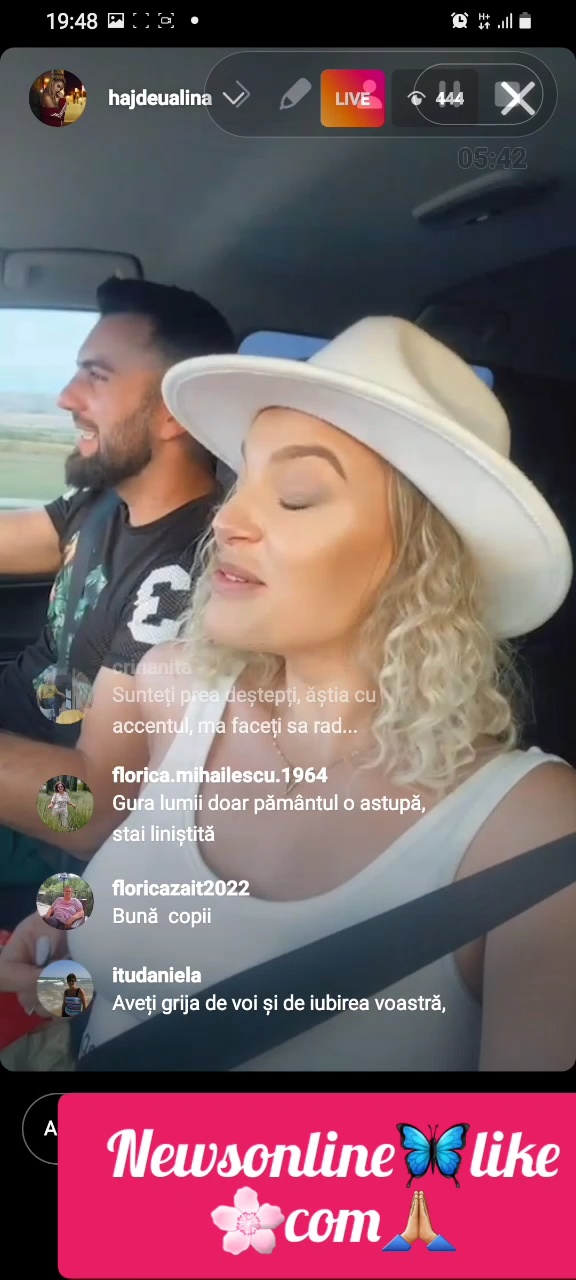 19:48
hajdeualina LIVE 444
05:42
crinanita
Sunteți prea deștepți, ăștia cu
accentul, ma faceți sa rad...
florica.mihailescu.1964
Gura lumii doar pământul o astupă,
stai liniștită
floricazait2022
Bună copii
itudaniela
Aveți grija de voi și de iubirea voastră,
A
Newsonline🦋like
🌸com🙏